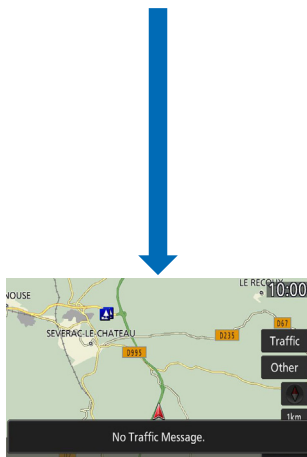 LE RECOUX
10:00
NOUSE
D67
SEVERAC-LE-CHATEAU
D235
Traffic
D995
Other
1km
No Traffic Message.